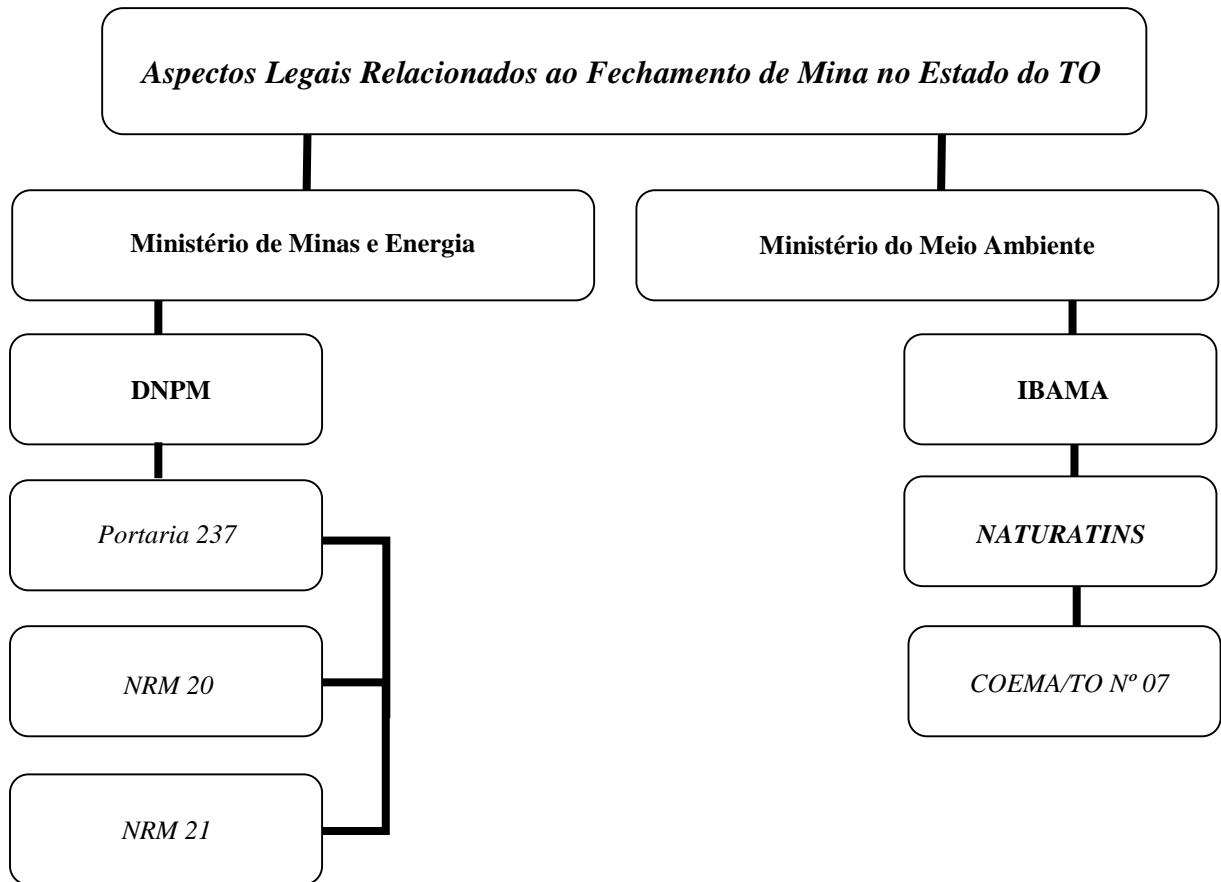 Aspectos Legais Relacionados ao Fechamento de Mina no Estado do TO
Ministério de Minas e Energia
Ministério do Meio Ambiente
DNPM
IBAMA
Portaria 237
NATURATINS
NRM 20
COEMA/TO Nº 07
NRM 21